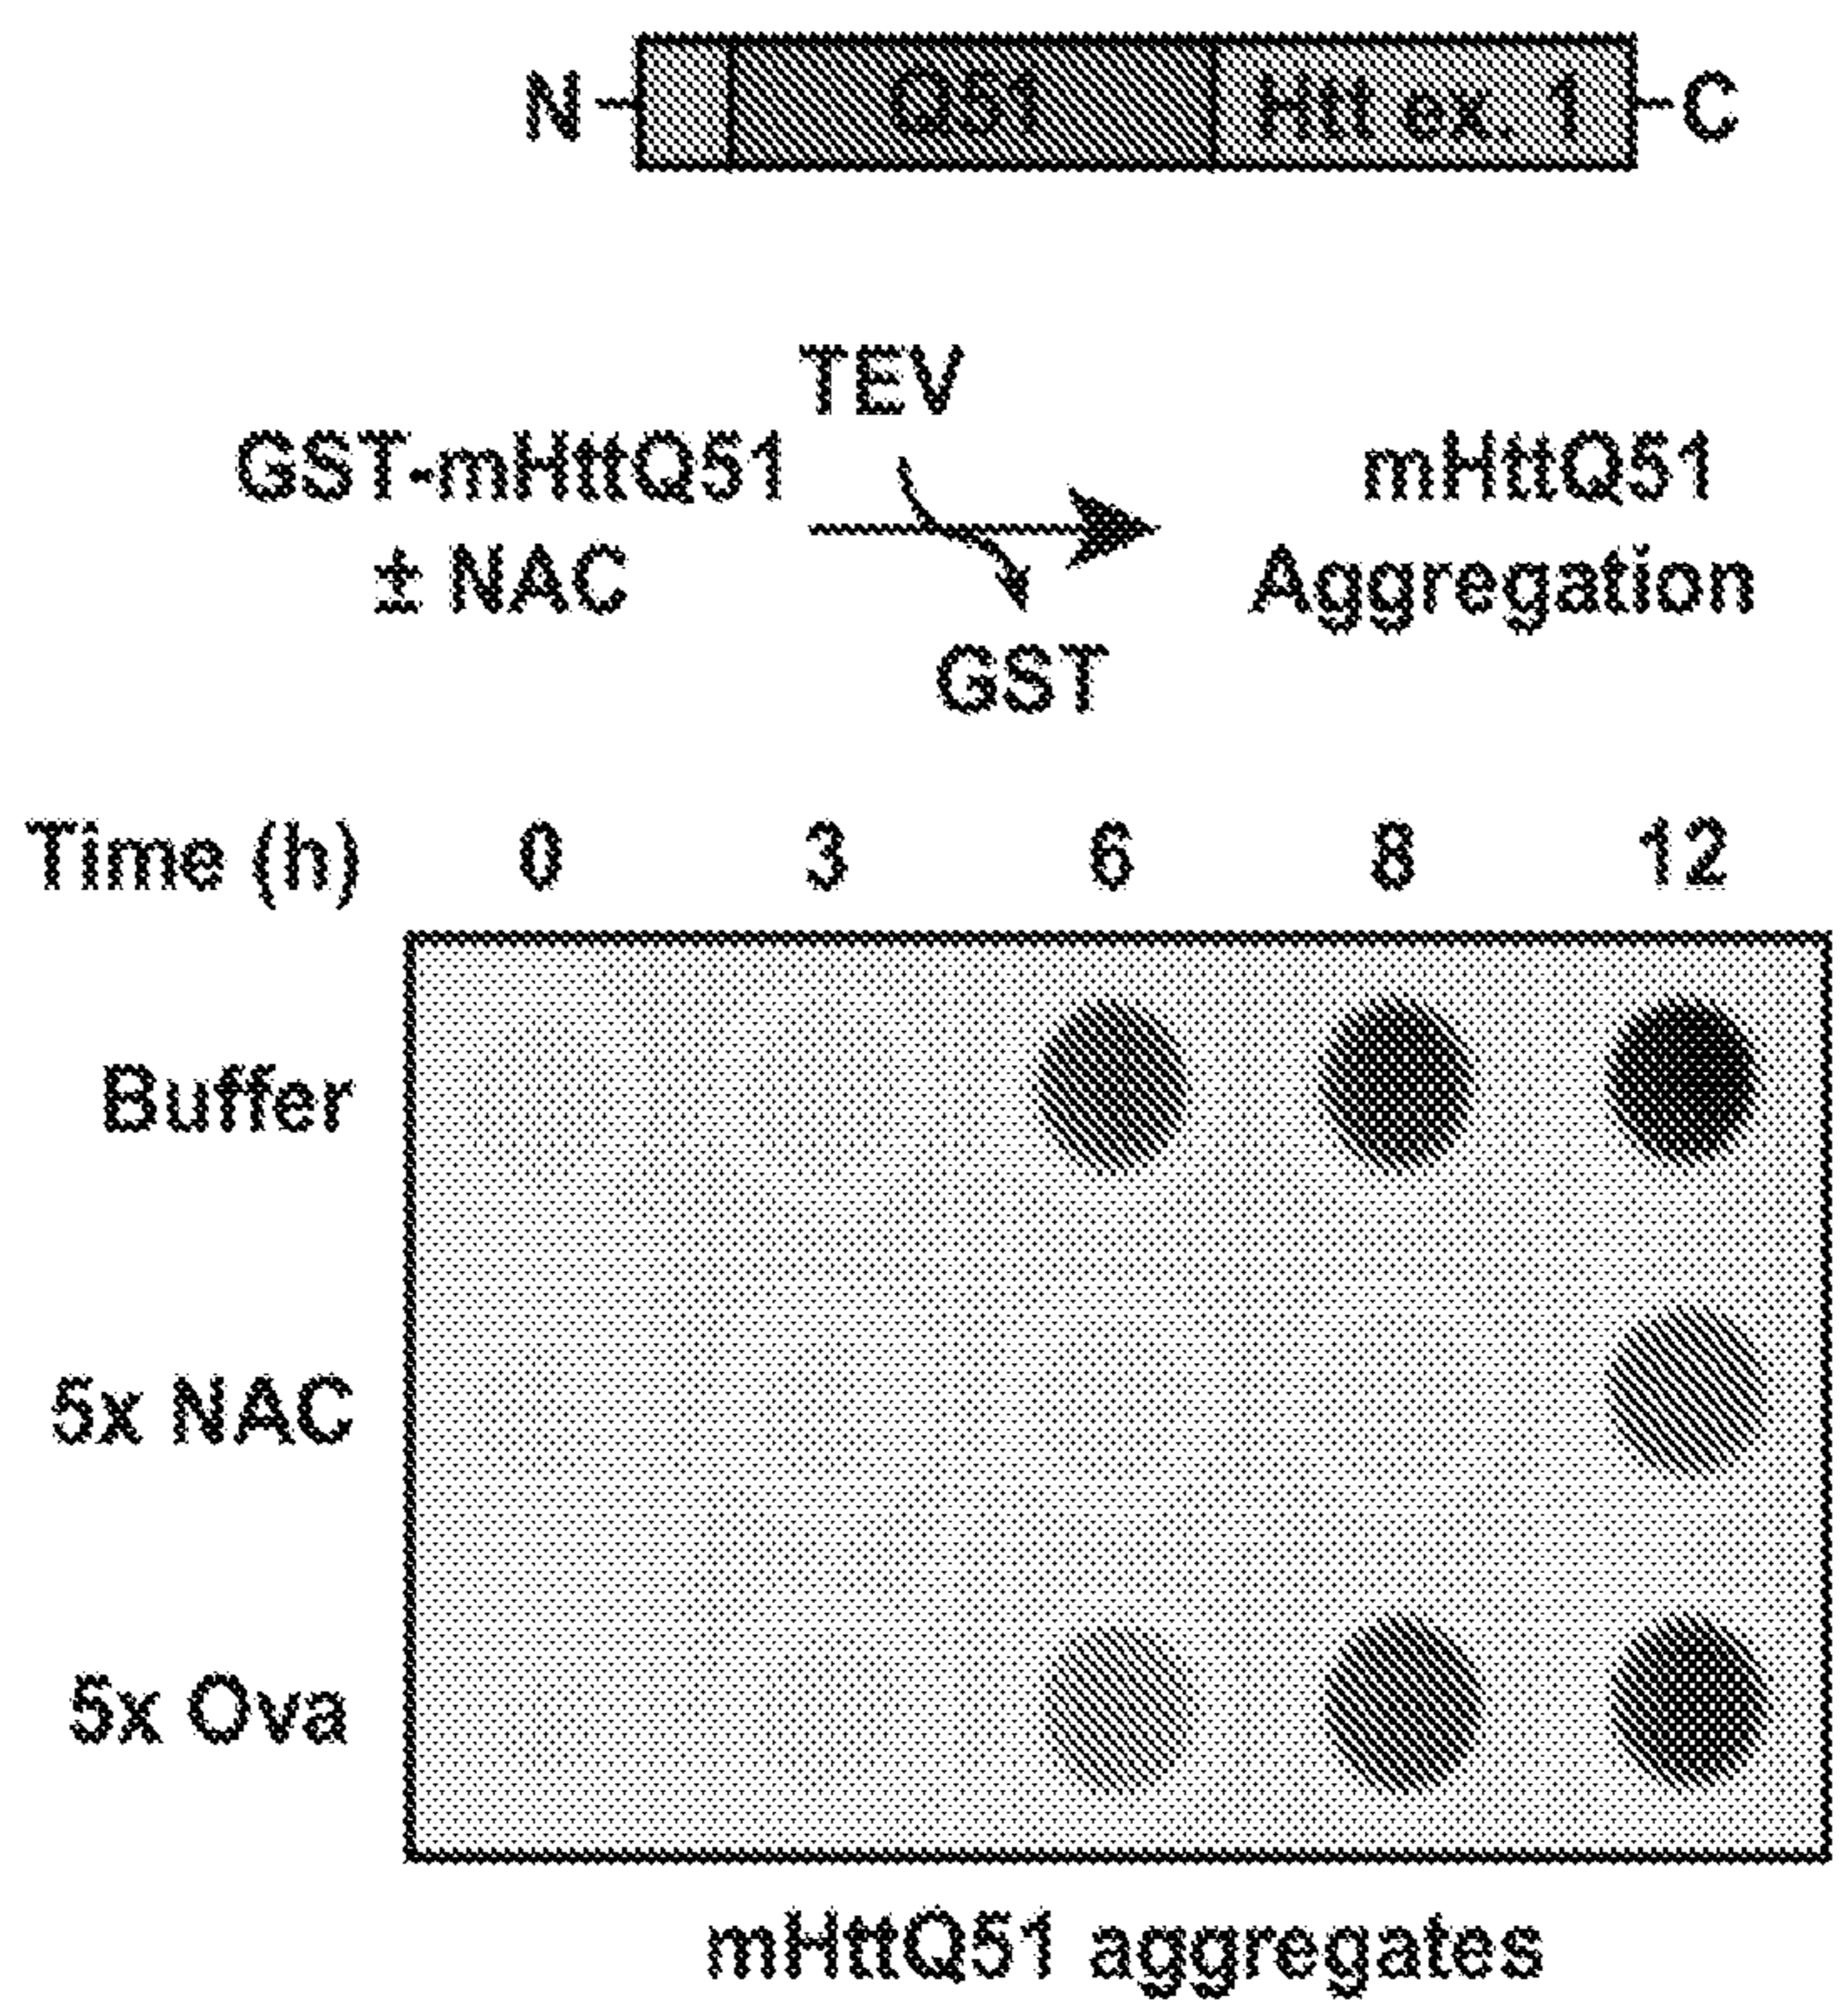 N Q51 Htt ex. 1 C
TEV
GST-mHttQ51
± NAC
GST
mHttQ51
Aggregation
Time (h) 0 3 6 8 12
Buffer
5x NAC
5x Ova
mHttQ51 aggregates